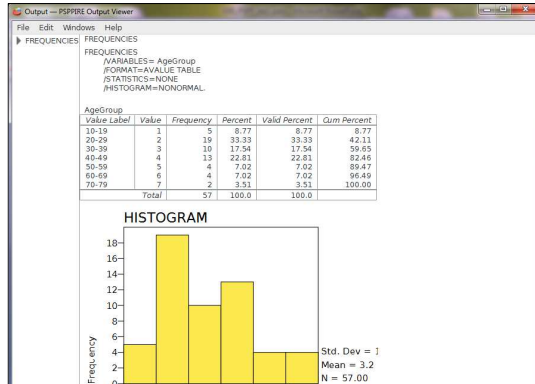 Output — PSPPIRE Output Viewer
File Edit Windows Help
FREQUENCIES
FREQUENCIES
FREQUENCIES
/VARIABLES= AgeGroup
/FORMAT=AVALUE TABLE
/STATISTICS=NONE
/HISTOGRAM=NONORMAL.
AgeGroup
Value Label Value Frequency Percent Valid Percent Cum Percent
10-19 1 5 8.77 8.77 8.77
20-29 2 19 33.33 33.33 42.11
30-39 3 10 17.54 17.54 59.65
40-49 4 13 22.81 22.81 82.46
50-59 5 4 7.02 7.02 89.47
60-69 6 4 7.02 7.02 96.49
70-79 7 2 3.51 3.51 100.00
Total 57 100.0 100.0
HISTOGRAM
18
16
14
12
10
8
6
4
2
0
Frequency
Std. Dev =
Mean = 3.2
N = 57.00